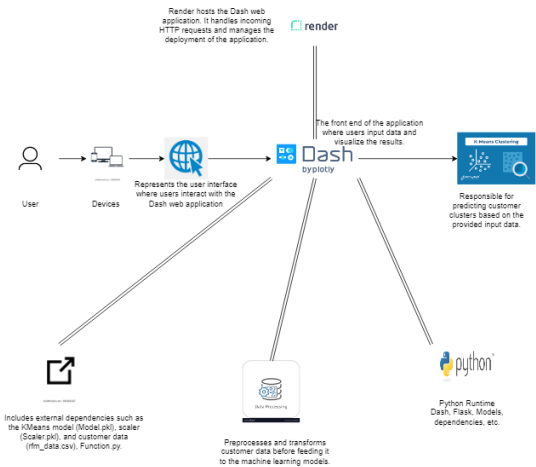 Render hosts the Dash web
application. It handles incoming
HTTP requests and manages the
deployment of the application.
render
The front end of the application
where users input data and
visualize the results.
K-Means Clustering
Dash
byplotly
Represents the user interface
where users interact with the
Dash web application
User
Devices
Responsible for
predicting customer
clusters based on the
provided input data.
python
Data Processing
Includes external dependencies such as
the KMeans model (Model.pkl), scaler
(Scaler.pkl), and customer data
(rfm_data.csv), Function.py.
Preprocesses and transforms
customer data before feeding it
to the machine learning models.
Python Runtime
Dash, Flask, Models,
dependencies, etc.